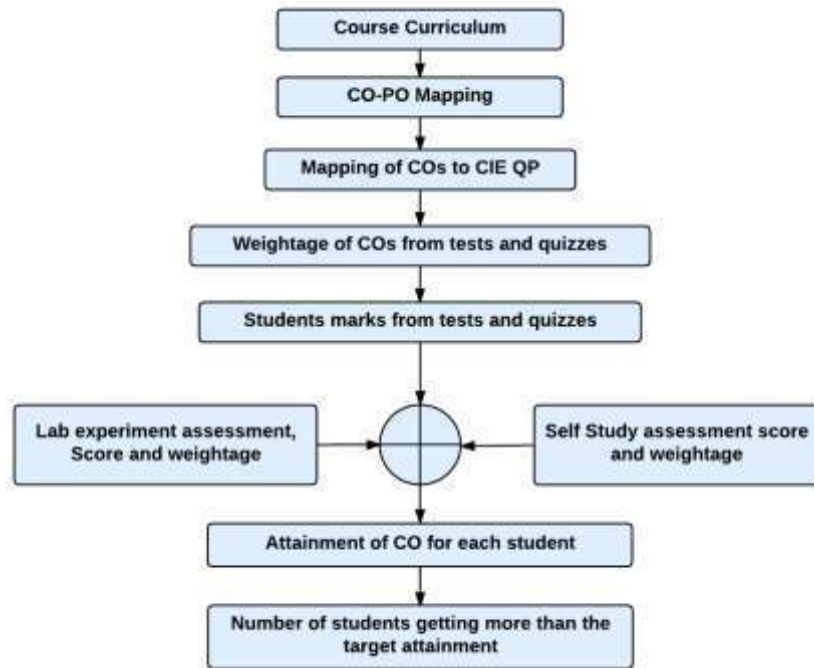 Course Curriculum
CO-PO Mapping
Mapping of COs to CIE QP
Weightage of COs from tests and quizzes
Students marks from tests and quizzes
Lab experiment assessment,
Score and weightage
Self Study assessment score
and weightage
Attainment of CO for each student
Number of students getting more than the
target attainment